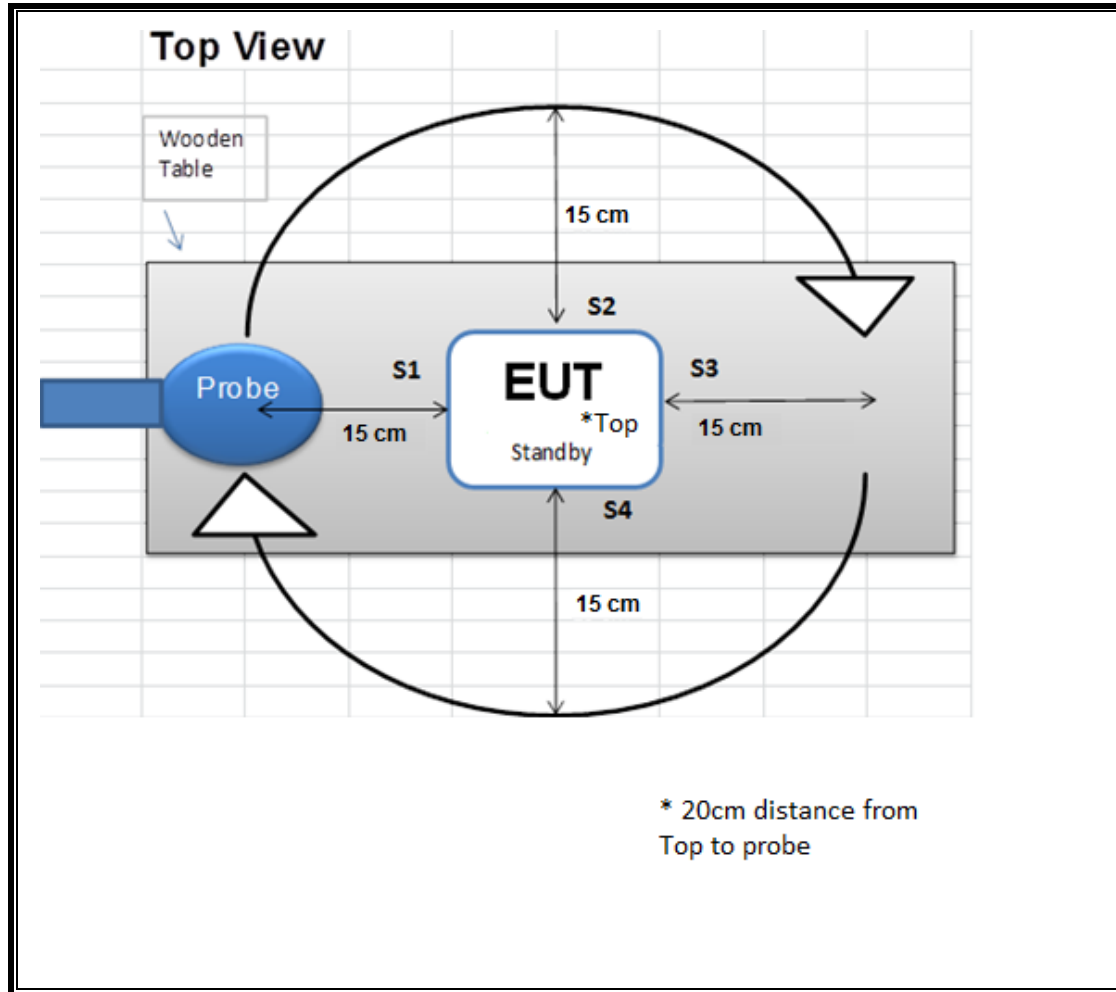 Top View
Wooden
Table
15 cm
S2
Probe
S1
EUT
S3
*Top
15 cm
15 cm
Standby
S4
15 cm
* 20cm distance from
Top to probe